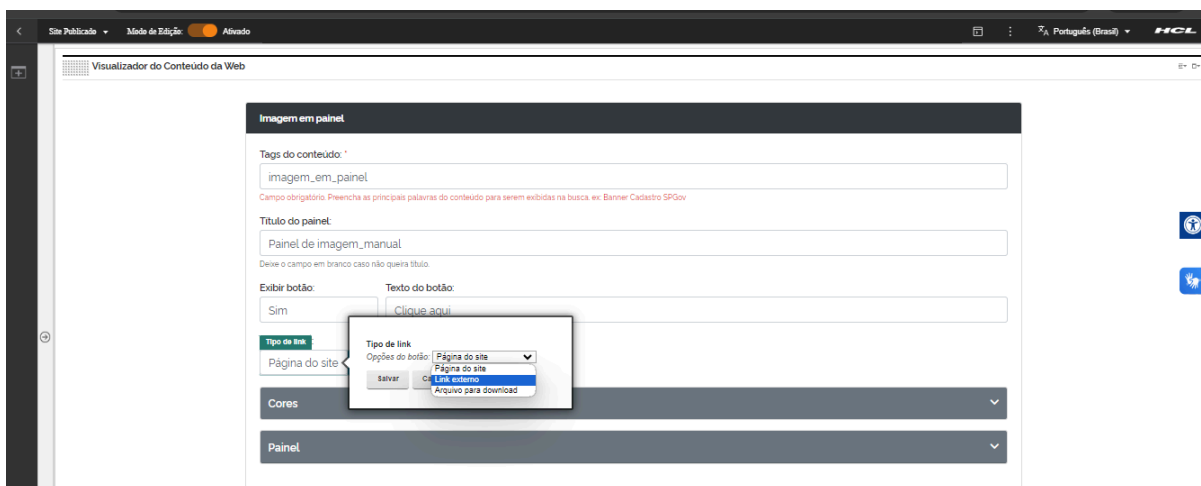 Site Publicado Modo de Edição: Ativado Português (Brasil) HCL
Visualizador do Conteúdo da Web
Imagem em painel
Tags do conteúdo: *
imagem_em_painel
Campo obrigatório. Preencha as principais palavras do conteúdo para serem exibidas na busca. ex: Banner Cadastro SPGov
Título do painel:
Painel de imagem_manual
Deixe o campo em branco caso não queira título.
Exibir botão: Texto do botão:
Sim Clique aqui
Tipo de link
Página do site
Tipo de link
Opções do botão: Página do site
Página do site
Salvar Link externo
Arquivo para download
Cores
Painel